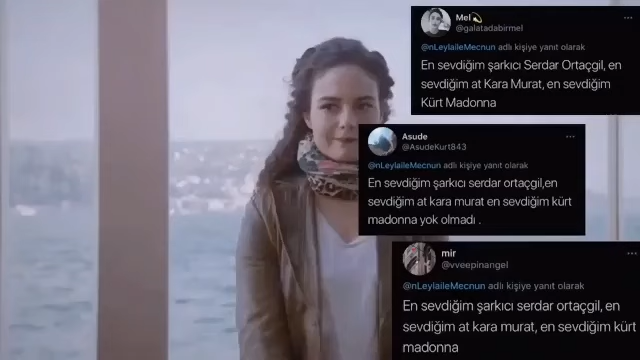 Mel💫
@galatadabirmel
@nLeylaileMecnun adlı kişiye yanıt olarak
En sevdiğim şarkıcı Serdar Ortaçgil, en
sevdiğim at Kara Murat, en sevdiğim
Kürt Madonna
Asude
@AsudeKurt843
@nLeylaileMecnun adlı kişiye yanıt olarak
En sevdiğim şarkıcı serdar ortaçgil,en
sevdiğim at kara murat en sevdiğim kürt
madonna yok olmadı .
mir
@vveepinangel
@nLeylaileMecnun adlı kişiye yanıt olarak
En sevdiğim şarkıcı serdar ortaçgil, en
sevdiğim at kara murat, en sevdiğim kürt
madonna